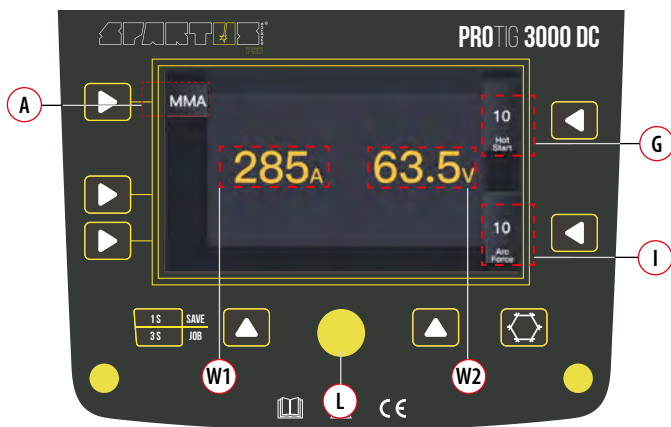 SPARTUS®
PRO
PROTIG 3000 DC
A
MMA
10
Hot
Start
G
285A
63.5V
10
Arc
Force
I
1 S SAVE
3 S JOB
W1
L
W2
CE